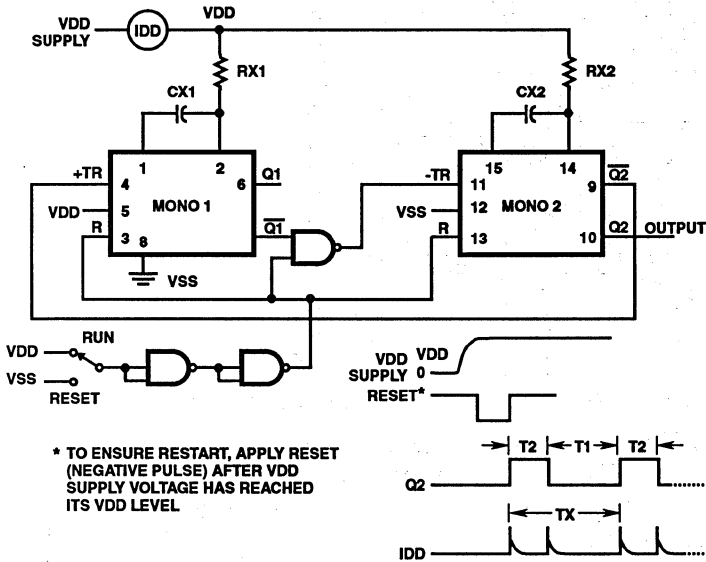 VDD
SUPPLY
IDD
VDD
RX1
RX2
CX1
CX2
1
2
+TR
4
6
Q1
VDD
5
MONO 1
R
3
8
Q1
VSS
15
14
-TR
11
9
Q2
VSS
12
MONO 2
R
13
10
Q2
OUTPUT
RUN
VDD
VSS
RESET
VDD
SUPPLY
VDD
0
RESET*
T2
T1
T2
Q2
TX
IDD
* TO ENSURE RESTART, APPLY RESET
(NEGATIVE PULSE) AFTER VDD
SUPPLY VOLTAGE HAS REACHED
ITS VDD LEVEL